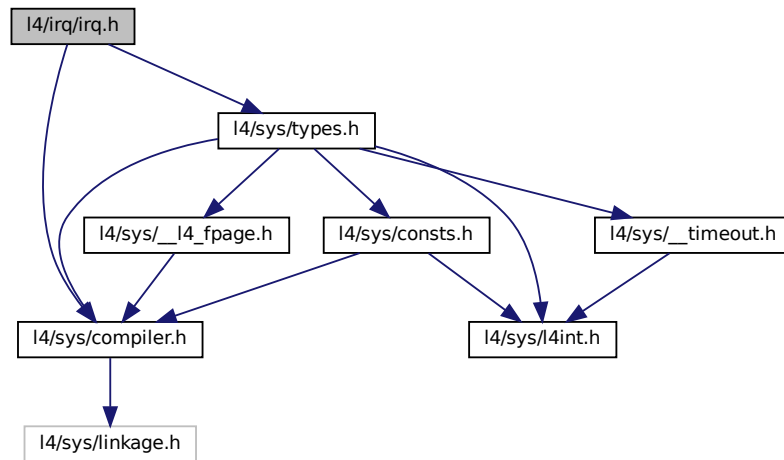 l4/irq/irq.h
l4/sys/types.h
l4/sys/__l4_fpage.h
l4/sys/consts.h
l4/sys/__timeout.h
l4/sys/compiler.h
l4/sys/l4int.h
l4/sys/linkage.h